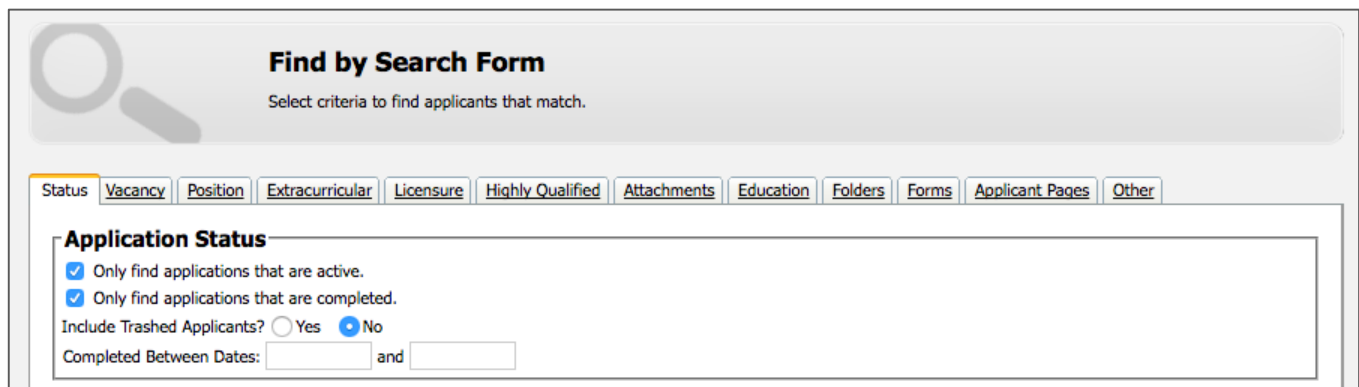 Find by Search Form
Select criteria to find applicants that match.
Status Vacancy Position Extracurricular Licensure Highly Qualified Attachments Education Folders Forms Applicant Pages Other
Application Status
Only find applications that are active.
Only find applications that are completed.
Include Trashed Applicants? Yes No
Completed Between Dates: and